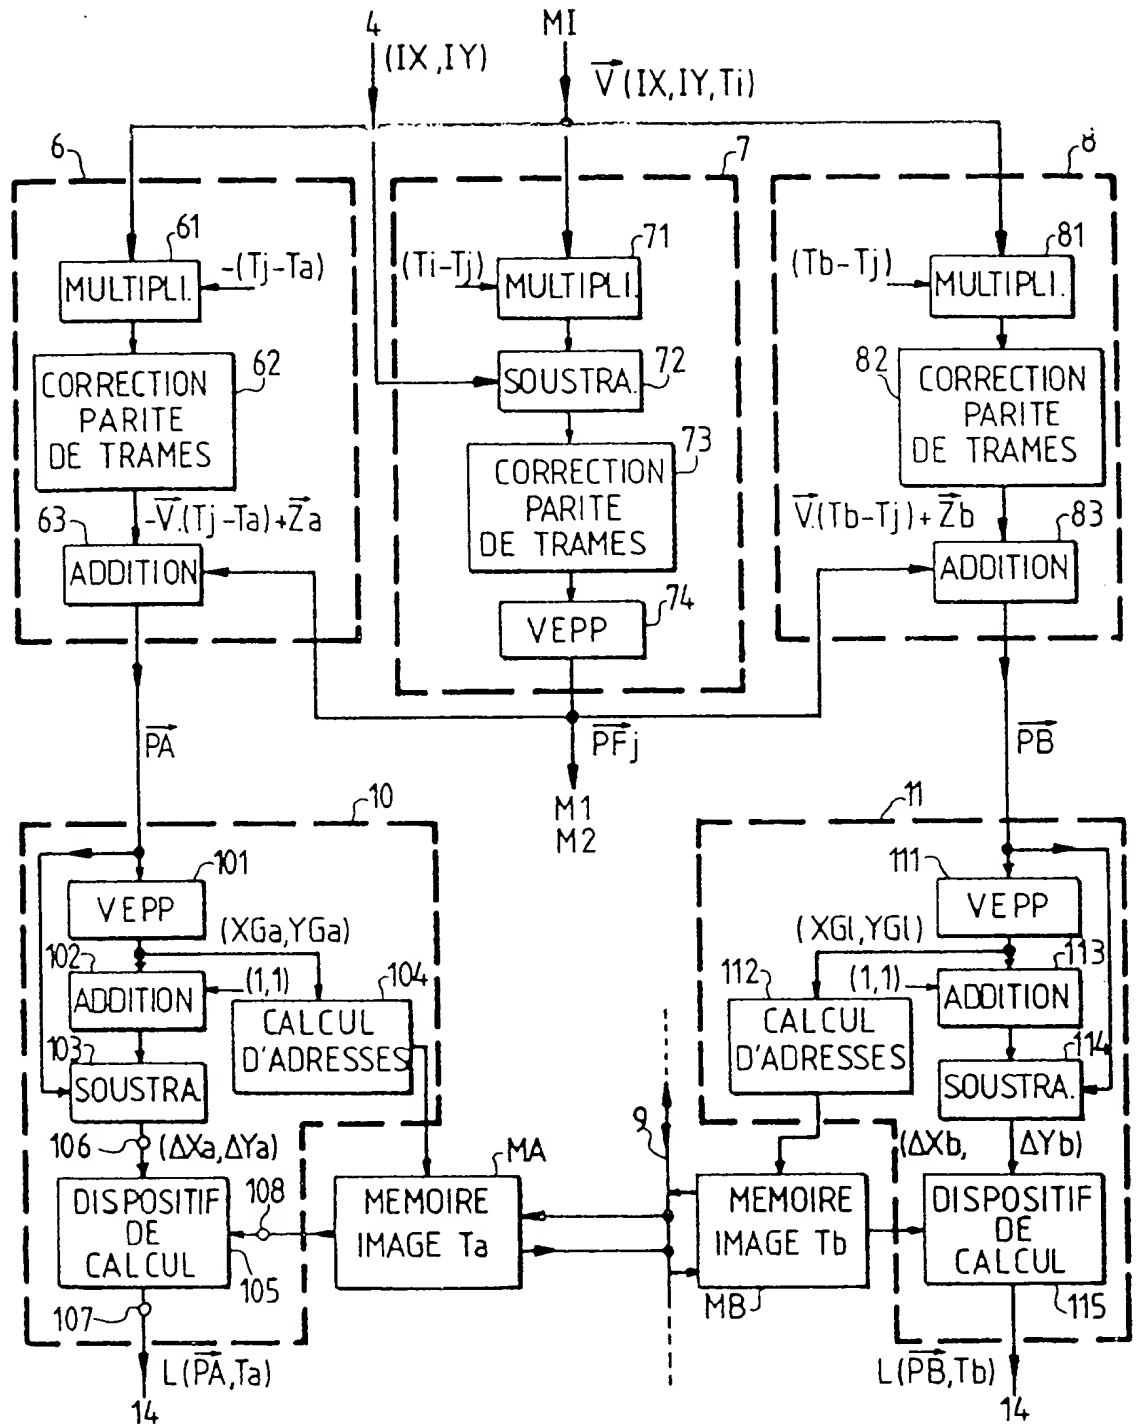 4
(IX,IY)
MI
V (IX,IY,Ti)
6
7
8
61
-(Tj-Ta)
MULTIPLI.
71
(Ti-Tj)
MULTIPLI.
81
(Tb-Tj)
MULTIPLI.
62
CORRECTION
PARITE
DE TRAMES
72
SOUSTRA.
82
CORRECTION
PARITE
DE TRAMES
73
CORRECTION
PARITE
DE TRAMES
63
-V.(Tj-Ta)+Za
ADDITION
V.(Tb-Tj)+Zb
83
ADDITION
74
VEPP
PA
PFj
PB
M1
M2
10
11
101
VEPP
(XGa,YGa)
102
ADDITION
(1,1)
104
CALCUL
D'ADRESSES
103
SOUSTRA.
106
(ΔXa,ΔYa)
DISPOSITIF
DE
CALCUL
105
108
107
L(PA,Ta)
14
MA
MEMOIRE
IMAGE Ta
9
111
VEPP
(XGl,YGl)
112
(1,1)
113
ADDITION
CALCUL
D'ADRESSES
114
SOUSTRA.
(ΔXb, ΔYb)
MEMOIRE
IMAGE Tb
MB
DISPOSITIF
DE
CALCUL
115
L(PB,Tb)
14